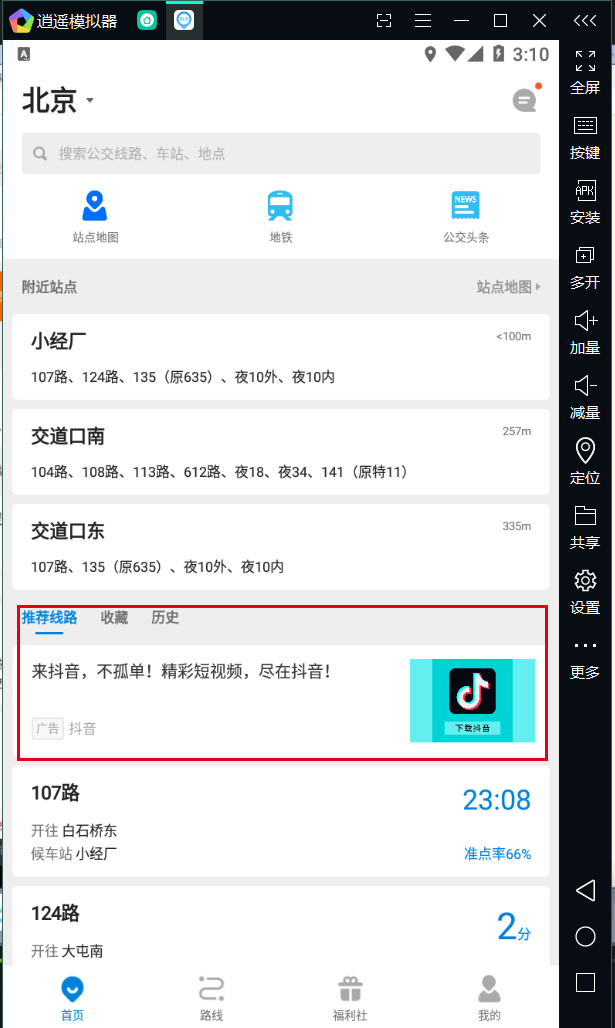 逍遥模拟器
A
3:10
北京
搜索公交线路、车站、地点
站点地图
地铁
NEWS
公交头条
附近站点
站点地图
小经厂
<100m
107路、124路、135（原635）、夜10外、夜10内
交道口南
257m
104路、108路、113路、612路、夜18、夜34、141（原特11）
交道口东
335m
107路、135（原635）、夜10外、夜10内
推荐线路
收藏
历史
来抖音，不孤单！精彩短视频，尽在抖音！
广告 抖音
下载抖音
107路
23:08
开往 白石桥东
候车站 小经厂
准点率66%
124路
2分
开往 大屯南
首页
路线
福利社
我的
全屏
按键
APK
安装
多开
加量
减量
定位
共享
设置
更多